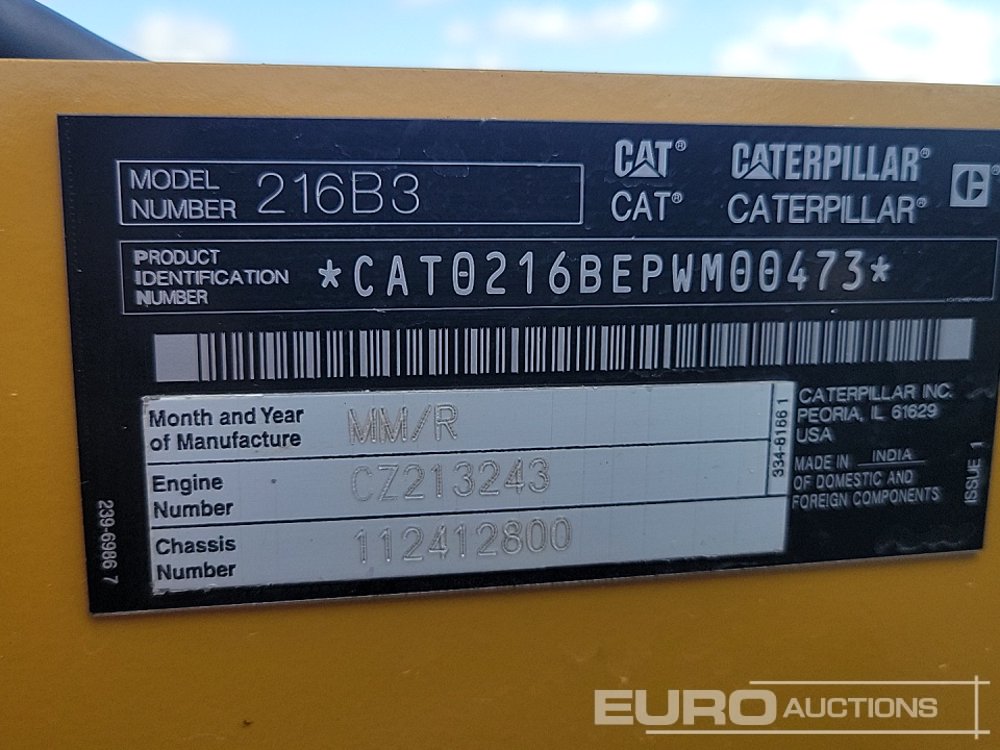 MODEL
NUMBER 216B3
CAT® CATERPILLAR®
CAT® CATERPILLAR®
C®
PRODUCT
IDENTIFICATION
NUMBER
*CAT0216BEPWM00473*
Month and Year
of Manufacture MM/R
Engine
Number CZ213243
Chassis
Number 112412800
334-8166 1
CATERPILLAR INC.
PEORIA, IL 61629
USA
MADE IN INDIA
OF DOMESTIC AND
FOREIGN COMPONENTS
ISSUE 1
239-6986 7
EURO AUCTIONS